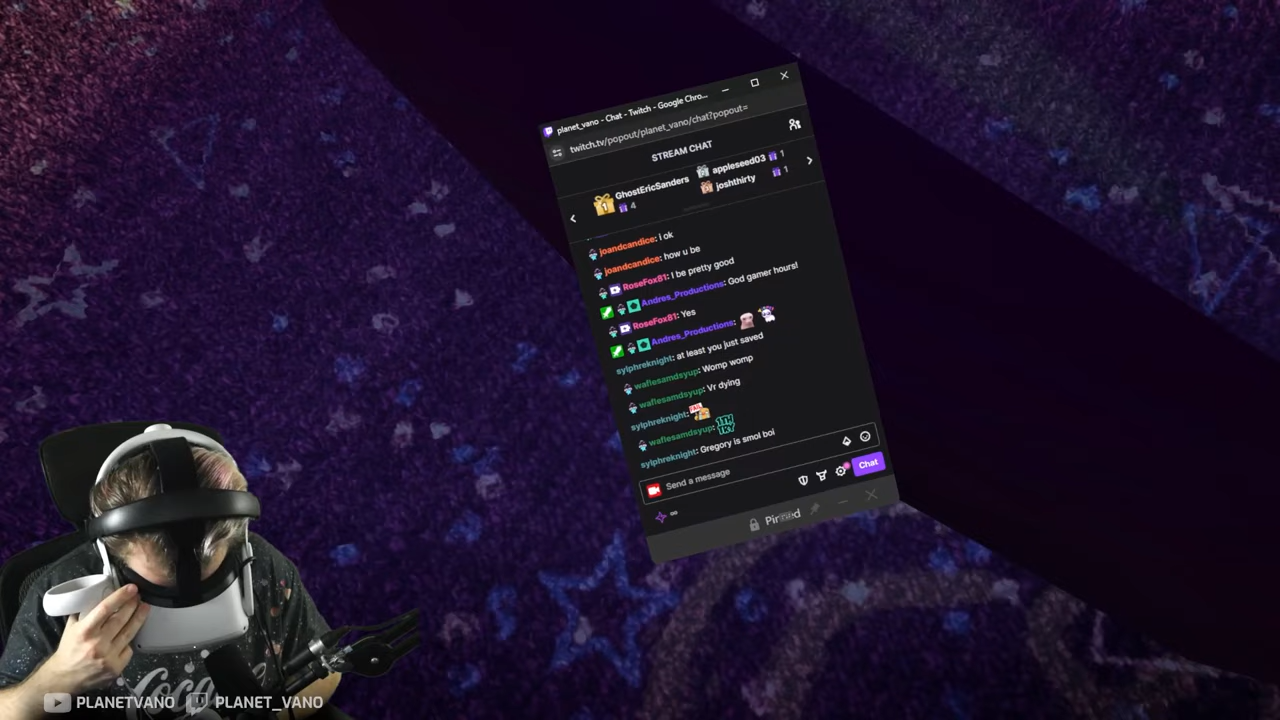 planet_vano - Chat - Twitch - Google Chro...
twitch.tv/popout/planet_vano/chat?popout=
STREAM CHAT
GhostEricSanders
4
appleseed03 1
joshthirty 1
joandcandice: i ok
joandcandice: how u be
RoseFox81: I be pretty good
Andres_Productions: God gamer hours!
RoseFox81: Yes
Andres_Productions:
sylphreknight: at least you just saved
waflesamdsyup: Womp womp
waflesamdsyup: Vr dying
sylphreknight:
waflesamdsyup:
sylphreknight: Gregory is smol boi
Send a message
Chat
∞
Pinned
PLANETVANO PLANET_VANO